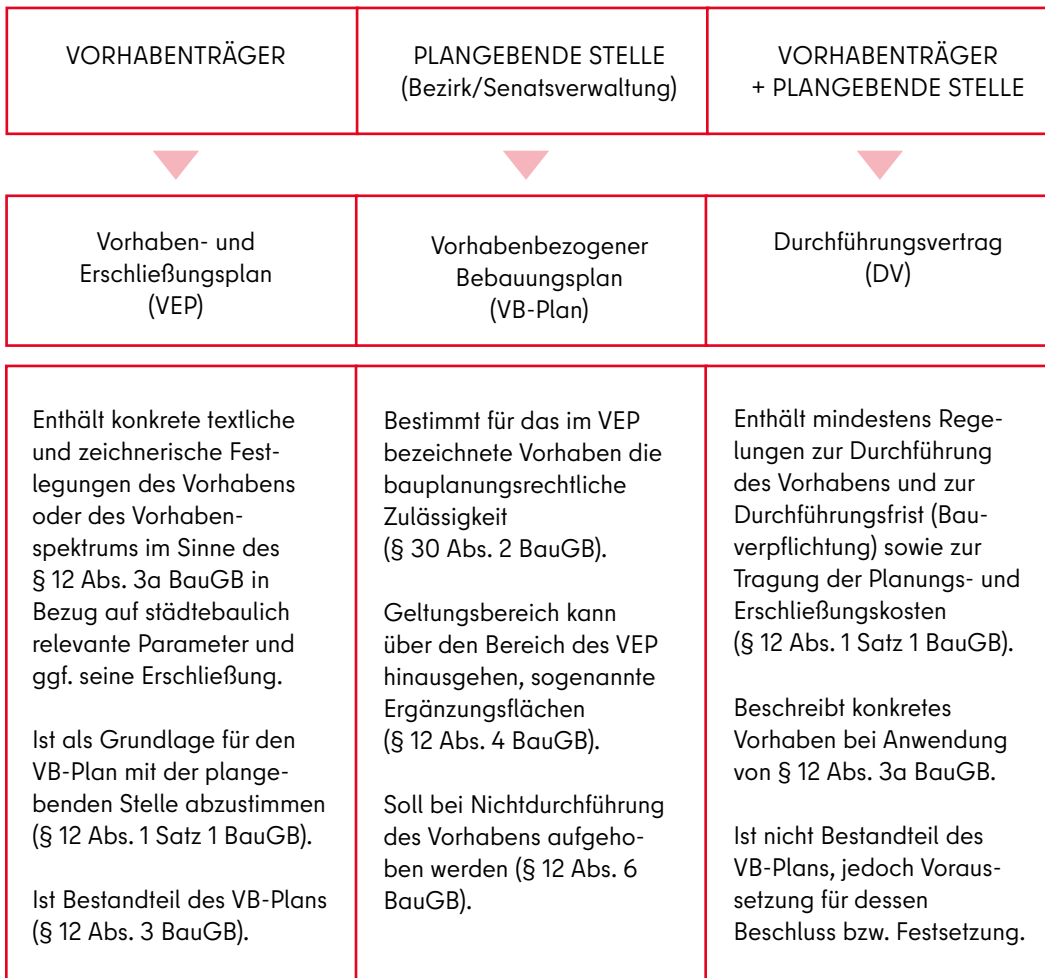 VORHABENTRÄGER
PLANGEBENDE STELLE
(Bezirk/Senatsverwaltung)
VORHABENTRÄGER
+ PLANGEBENDE STELLE
Vorhaben- und
Erschließungsplan
(VEP)
Vorhabenbezogener
Bebauungsplan
(VB-Plan)
Durchführungsvertrag
(DV)
Enthält konkrete textliche
und zeichnerische Fest-
legungen des Vorhabens
oder des Vorhaben-
spektrums im Sinne des
§ 12 Abs. 3a BauGB in
Bezug auf städtebaulich
relevante Parameter und
ggf. seine Erschließung.
Ist als Grundlage für den
VB-Plan mit der plange-
benden Stelle abzustimmen
(§ 12 Abs. 1 Satz 1 BauGB).
Ist Bestandteil des VB-Plans
(§ 12 Abs. 3 BauGB).
Bestimmt für das im VEP
bezeichnete Vorhaben die
bauplanungsrechtliche
Zulässigkeit
(§ 30 Abs. 2 BauGB).
Geltungsbereich kann
über den Bereich des VEP
hinausgehen, sogenannte
Ergänzungsflächen
(§ 12 Abs. 4 BauGB).
Soll bei Nichtdurchführung
des Vorhabens aufgeho-
ben werden (§ 12 Abs. 6
BauGB).
Enthält mindestens Rege-
lungen zur Durchführung
des Vorhabens und zur
Durchführungsfrist (Bau-
verpflichtung) sowie zur
Tragung der Planungs- und
Erschließungskosten
(§ 12 Abs. 1 Satz 1 BauGB).
Beschreibt konkretes
Vorhaben bei Anwendung
von § 12 Abs. 3a BauGB.
Ist nicht Bestandteil des
VB-Plans, jedoch Voraus-
setzung für dessen
Beschluss bzw. Festsetzung.